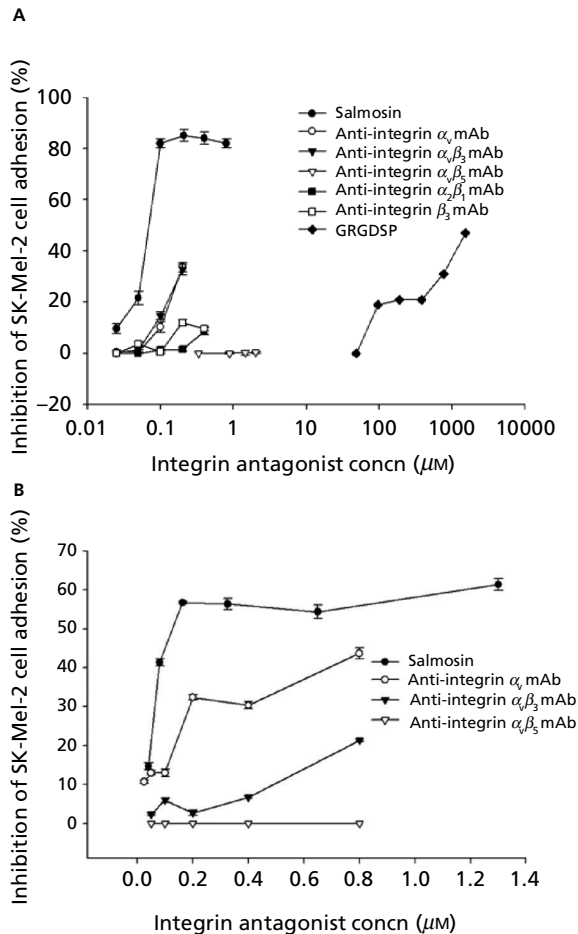 A
Inhibition of SK-Mel-2 cell adhesion (%)
100
80
60
40
20
0
−20
Salmosin
Anti-integrin αv mAb
Anti-integrin αvβ3 mAb
Anti-integrin αvβ5 mAb
Anti-integrin α2β1 mAb
Anti-integrin β3 mAb
GRGDSP
0.01 0.1 1 10 100 1000 10000
Integrin antagonist concn (μM)
B
Inhibition of SK-Mel-2 cell adhesion (%)
70
60
50
40
30
20
10
0
Salmosin
Anti-integrin αv mAb
Anti-integrin αvβ3 mAb
Anti-integrin αvβ5 mAb
0.0 0.2 0.4 0.6 0.8 1.0 1.2 1.4
Integrin antagonist concn (μM)